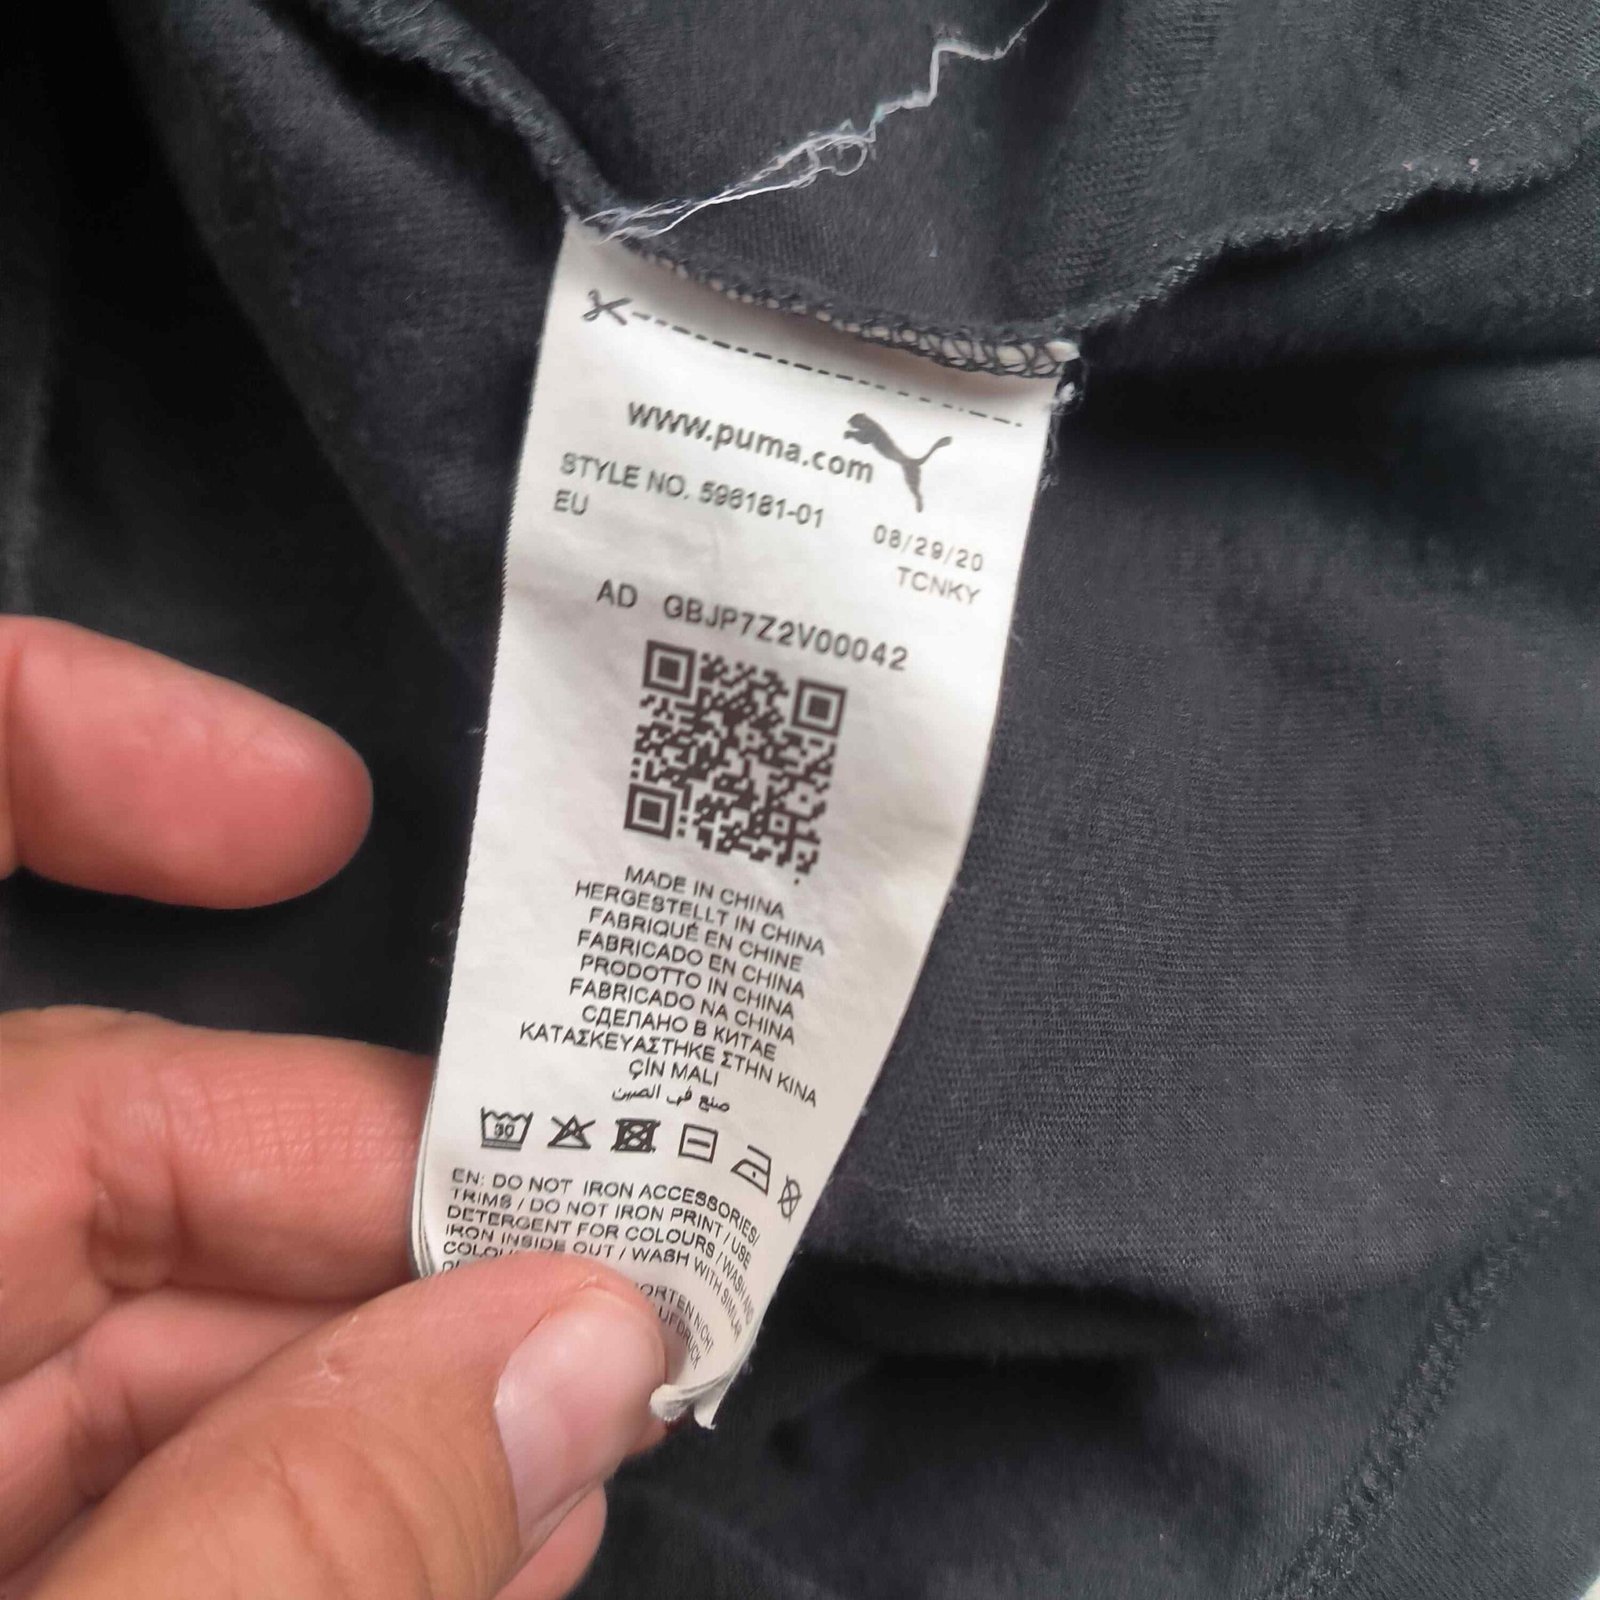 www.puma.com
STYLE NO. 596181-01
EU
08/29/20
TCNKY
AD GBJP7Z2V00042
MADE IN CHINA
HERGESTELLT IN CHINA
FABRIQUÉ EN CHINE
FABRICADO EN CHINA
PRODOTTO IN CHINA
FABRICADO NA CHINA
СДЕЛАНО В КИТАЕ
ΚΑΤΑΣΚΕΥΑΣΤΗΚΕ ΣΤΗΝ ΚΙΝΑ
ÇİN MALI
صنع في الصين
30
EN: DO NOT IRON ACCESSORIES/
TRIMS / DO NOT IRON PRINT / USE
DETERGENT FOR COLOURS / WASH AND
IRON INSIDE OUT / WASH WITH SIMILAR
NICHT